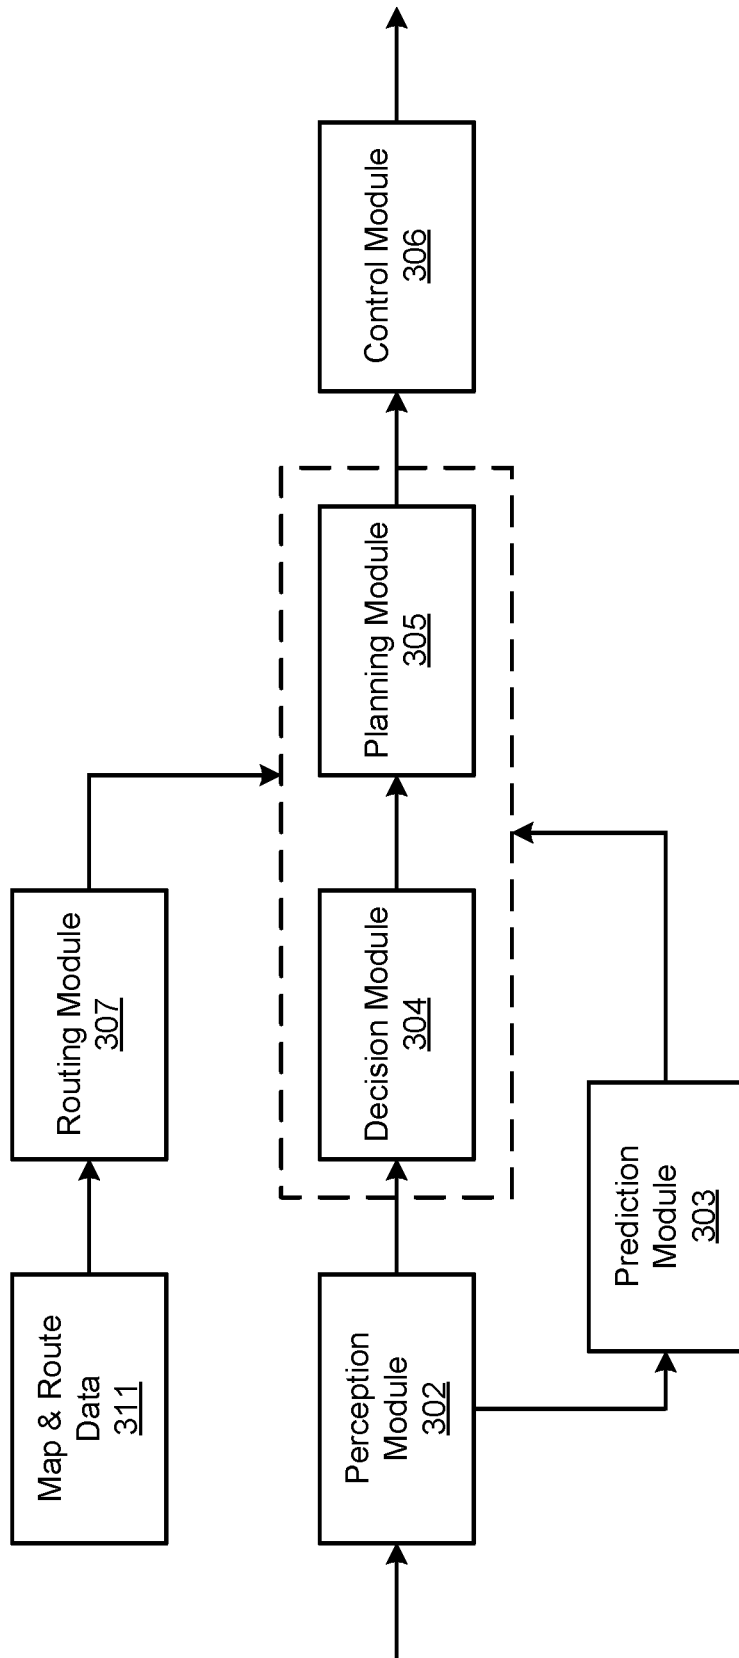 Map & Route
Data
311
Routing Module
307
Perception
Module
302
Decision Module
304
Planning Module
305
Control Module
306
Prediction
Module
303